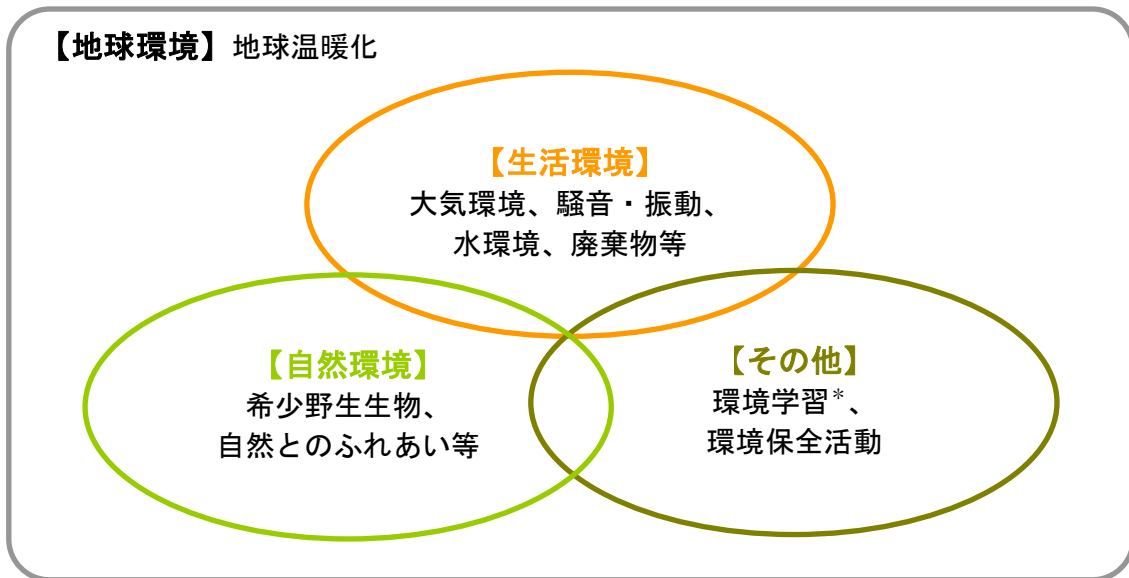 【地球環境】地球温暖化
【生活環境】
大気環境、騒音・振動、
水環境、廃棄物等
【自然環境】
希少野生生物、
自然とのふれあい等
【その他】
環境学習*、
環境保全活動